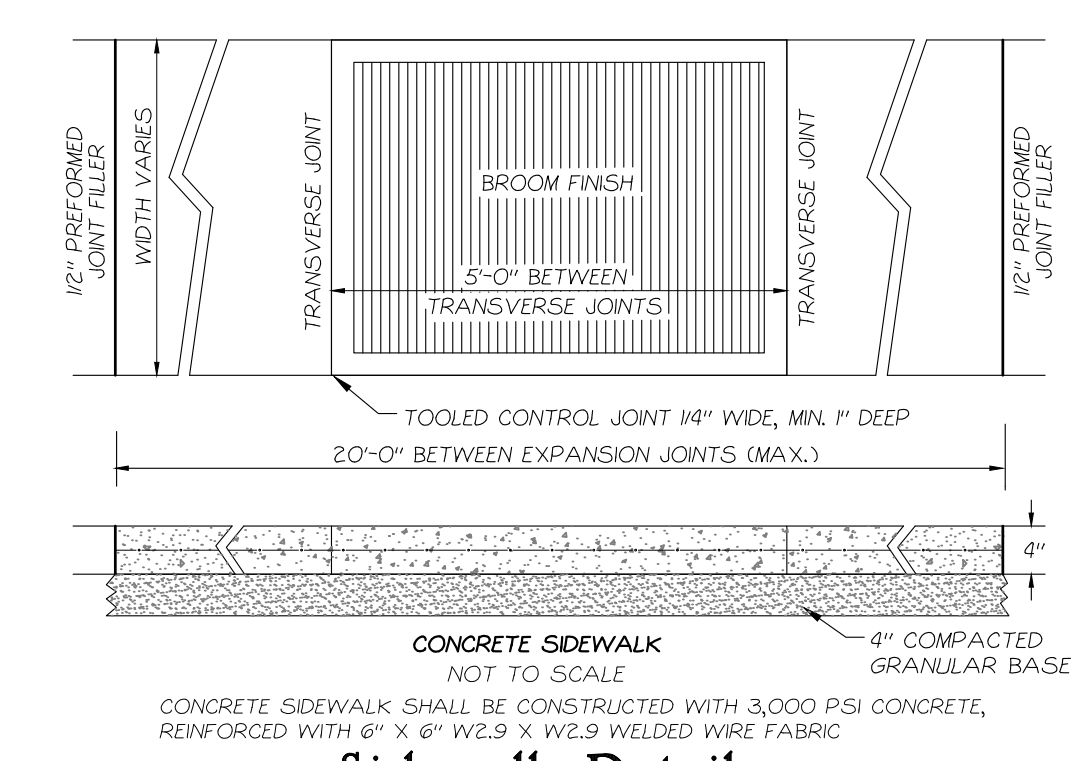 1/2" PREFORMED
JOINT FILLER
WIDTH VARIES
TRANSVERSE JOINT
BROOM FINISH
5'-0" BETWEEN
TRANSVERSE JOINTS
TRANSVERSE JOINT
1/2" PREFORMED
JOINT FILLER
TOOLED CONTROL JOINT 1/4" WIDE, MIN. 1" DEEP
20'-0" BETWEEN EXPANSION JOINTS (MAX.)
4"
4" COMPACTED
GRANULAR BASE
CONCRETE SIDEWALK
NOT TO SCALE
CONCRETE SIDEWALK SHALL BE CONSTRUCTED WITH 3,000 PSI CONCRETE,
REINFORCED WITH 6" X 6" W2.9 X W2.9 WELDED WIRE FABRIC